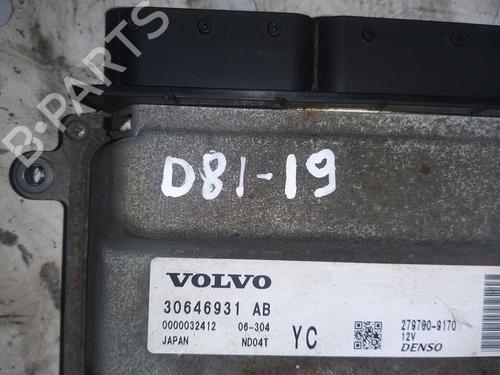 B-PARTS
D81-19
VOLVO
30646931 AB
0000032412 06-304
JAPAN ND04T YC
279700-9170
12V
DENSO